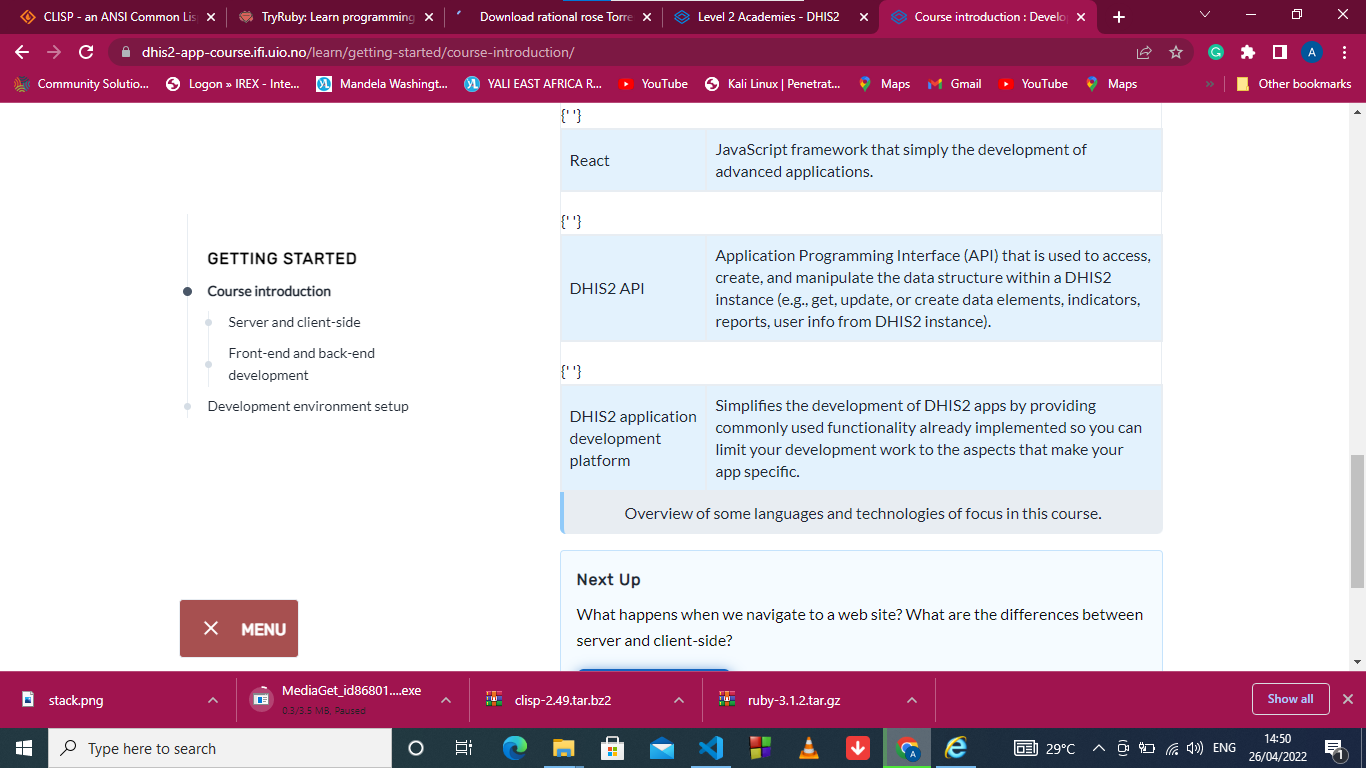 CLISP - an ANSI Common Lis
TryRuby: Learn programming
Download rational rose Torre
Level 2 Academies - DHIS2
Course introduction : Develo
dhis2-app-course.ifi.uio.no/learn/getting-started/course-introduction/
A
Community Solutio...
Logon » IREX - Inte...
Mandela Washingt...
YALI EAST AFRICA R...
YouTube
Kali Linux | Penetrat...
Maps
Gmail
YouTube
Maps
»
Other bookmarks
{' '}
React
JavaScript framework that simply the development of
advanced applications.
{' '}
DHIS2 API
Application Programming Interface (API) that is used to access,
create, and manipulate the data structure within a DHIS2
instance (e.g., get, update, or create data elements, indicators,
reports, user info from DHIS2 instance).
{' '}
DHIS2 application
development
platform
Simplifies the development of DHIS2 apps by providing
commonly used functionality already implemented so you can
limit your development work to the aspects that make your
app specific.
Overview of some languages and technologies of focus in this course.
Next Up
What happens when we navigate to a web site? What are the differences between
server and client-side?
GETTING STARTED
Course introduction
Server and client-side
Front-end and back-end
development
Development environment setup
MENU
stack.png
MediaGet_id86801....exe
0.3/3.5 MB, Paused
clisp-2.49.tar.bz2
ruby-3.1.2.tar.gz
Show all
Type here to search
A
29°C
ENG
14:50
26/04/2022
1